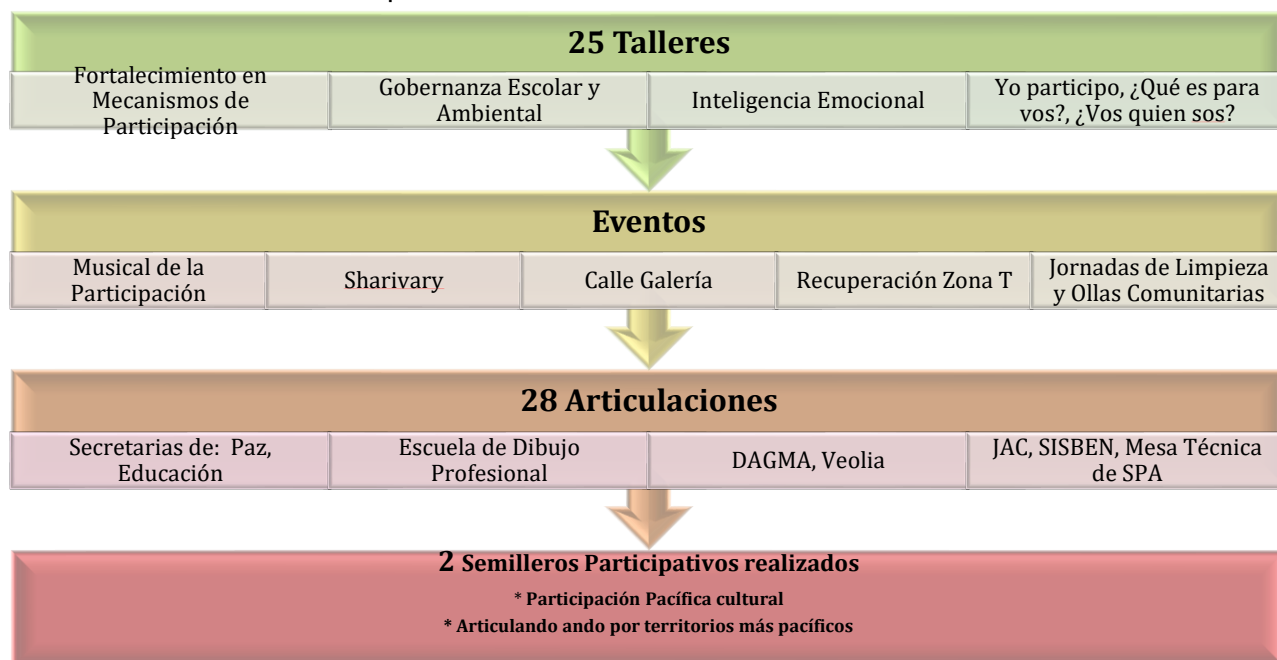 25 Talleres
Fortalecimiento en
Mecanismos de
Participación
Gobernanza Escolar y
Ambiental
Inteligencia Emocional
Yo participo, ¿Qué es para
vos?, ¿Vos quien sos?
Eventos
Musical de la
Participación
Sharivary
Calle Galería
Recuperación Zona T
Jornadas de Limpieza
y Ollas Comunitarias
28 Articulaciones
Secretarias de: Paz,
Educación
Escuela de Dibujo
Profesional
DAGMA, Veolia
JAC, SISBEN, Mesa Técnica
de SPA
2 Semilleros Participativos realizados
* Participación Pacífica cultural
* Articulando ando por territorios más pacíficos